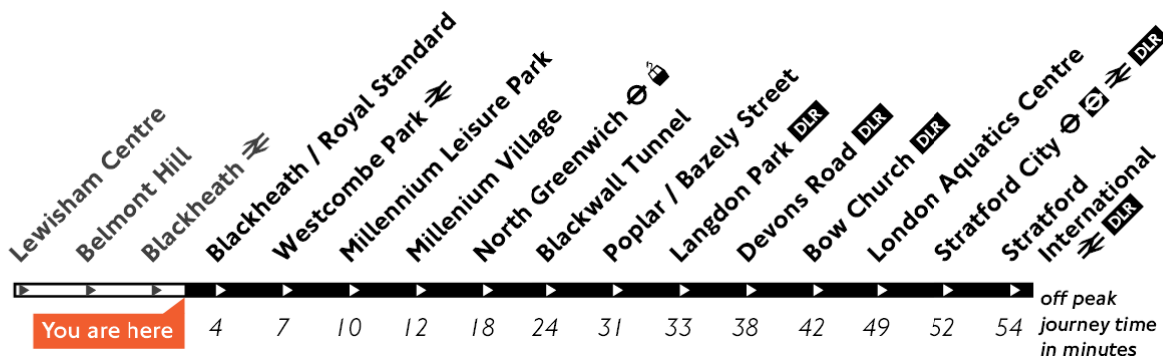 Lewisham Centre
Belmont Hill
Blackheath
Blackheath / Royal Standard
Westcombe Park
Millennium Leisure Park
Millenium Village
North Greenwich
Blackwall Tunnel
Poplar / Bazely Street
Langdon Park DLR
Devons Road DLR
Bow Church DLR
London Aquatics Centre
Stratford City DLR
Stratford
International
DLR
You are here
4 7 10 12 18 24 31 33 38 42 49 52 54
off peak
journey time
in minutes